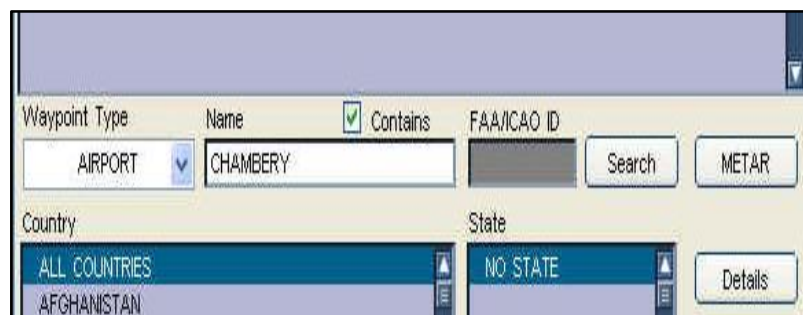 Waypoint Type Name Contains FAA/ICAO ID
AIRPORT CHAMBERY Search METAR
Country State
ALL COUNTRIES NO STATE Details
AFGHANISTAN